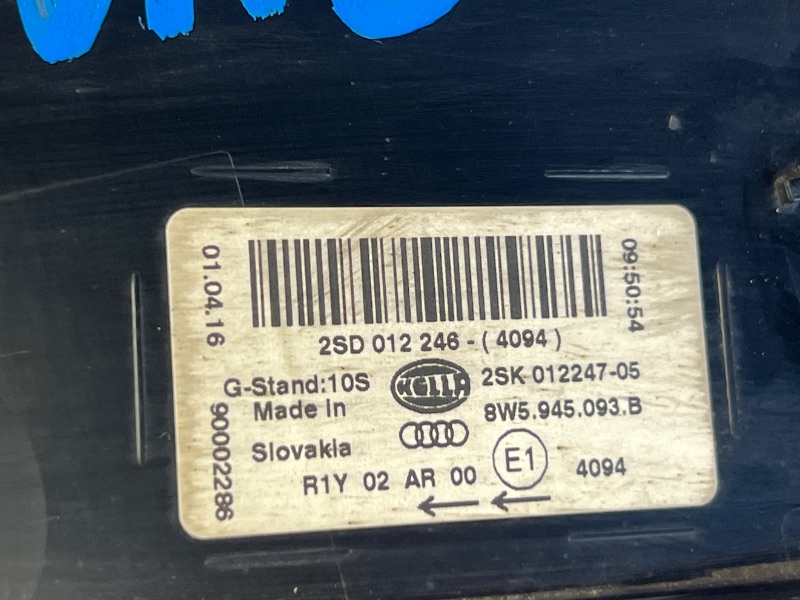 01.04.16
09:50:54
2SD 012 246 - ( 4094 )
G-Stand:10S
HELLA
2SK 012247-05
Made in
8W5.945.093.B
Slovakia
E1
4094
R1Y 02 AR 00
90002286